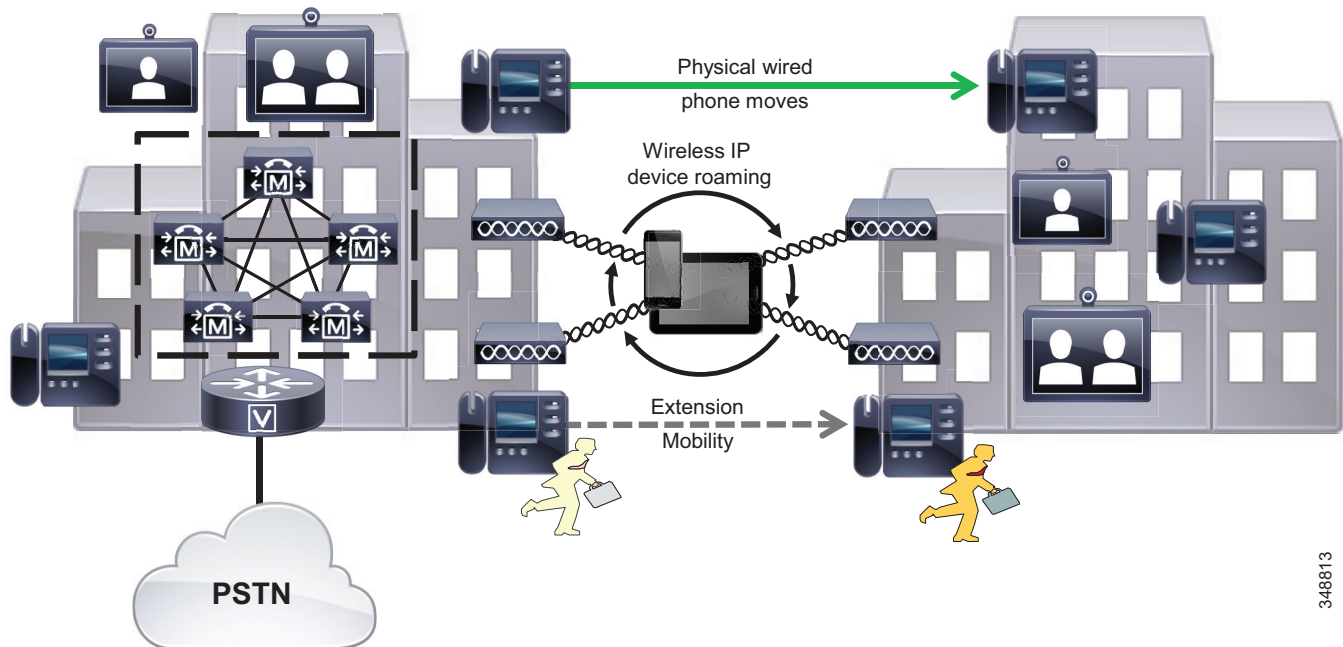 Physical wired
phone moves
Wireless IP
device roaming
M
M
M
M
M
V
Extension
Mobility
PSTN
348813